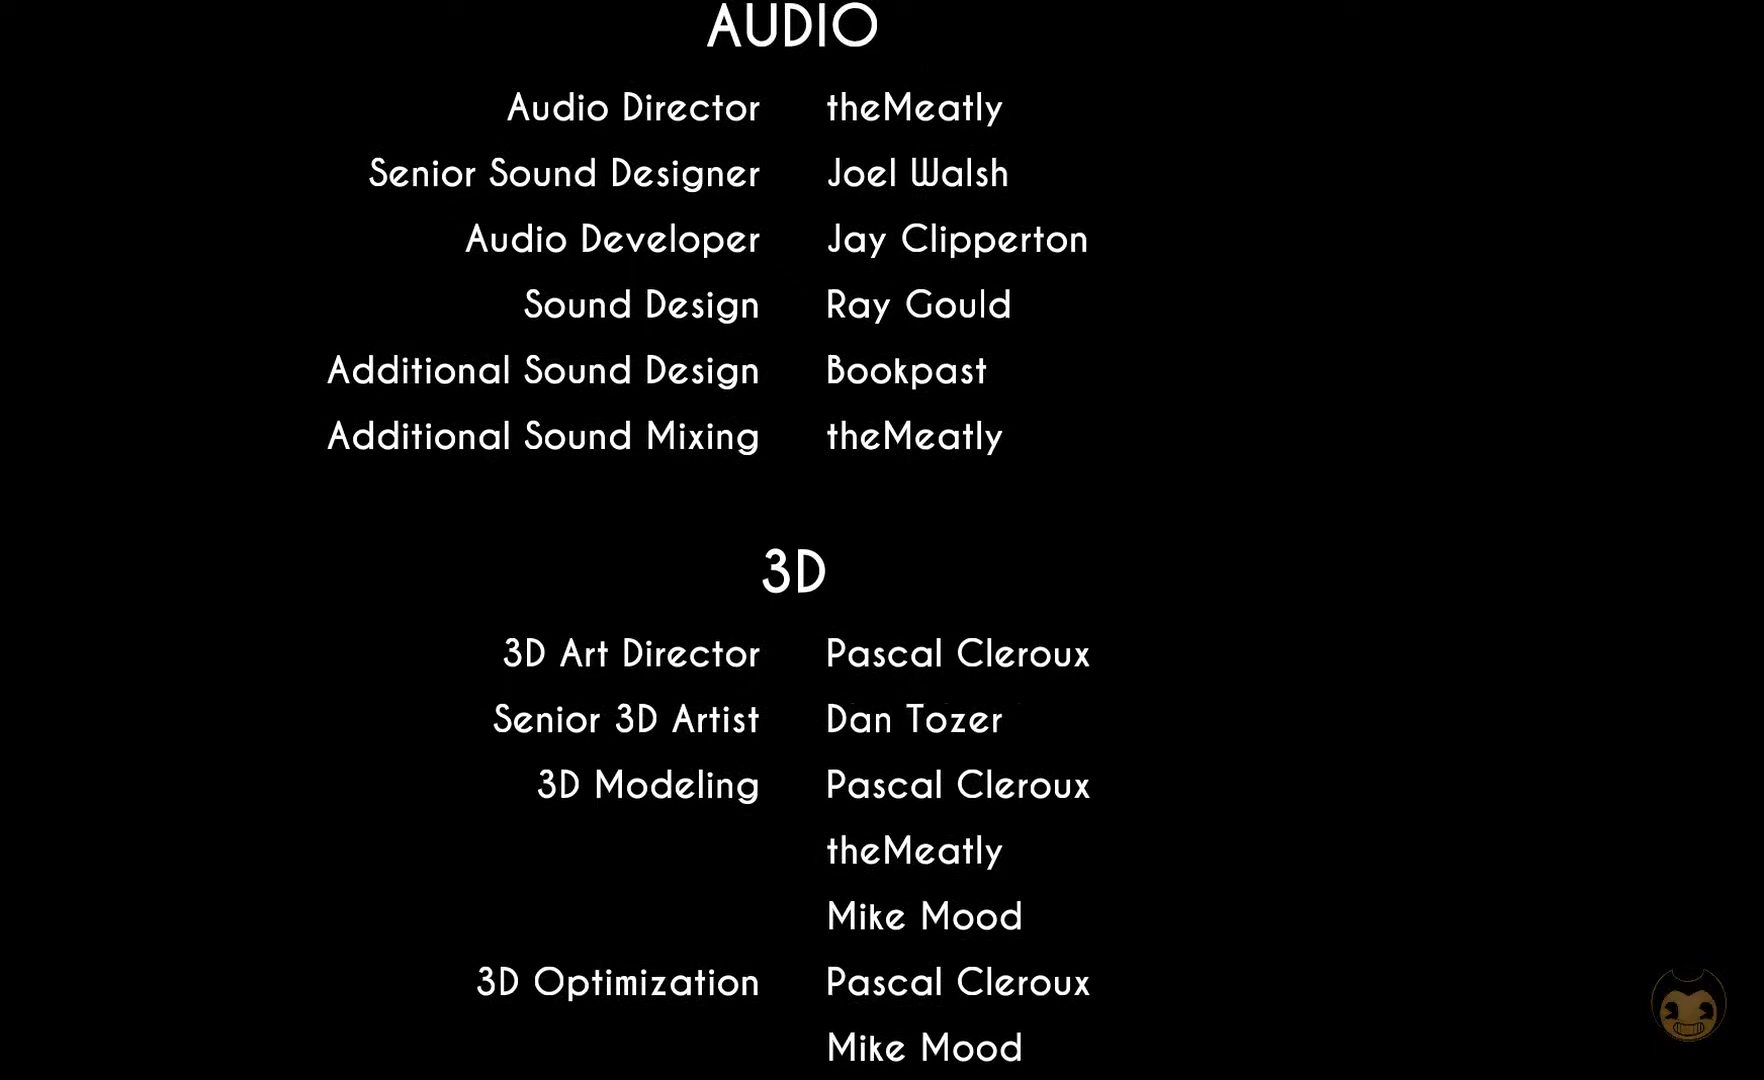 AUDIO
Audio Director theMeatly
Senior Sound Designer Joel Walsh
Audio Developer Jay Clipperton
Sound Design Ray Gould
Additional Sound Design Bookpast
Additional Sound Mixing theMeatly
3D
3D Art Director Pascal Cleroux
Senior 3D Artist Dan Tozer
3D Modeling Pascal Cleroux
theMeatly
Mike Mood
3D Optimization Pascal Cleroux
Mike Mood